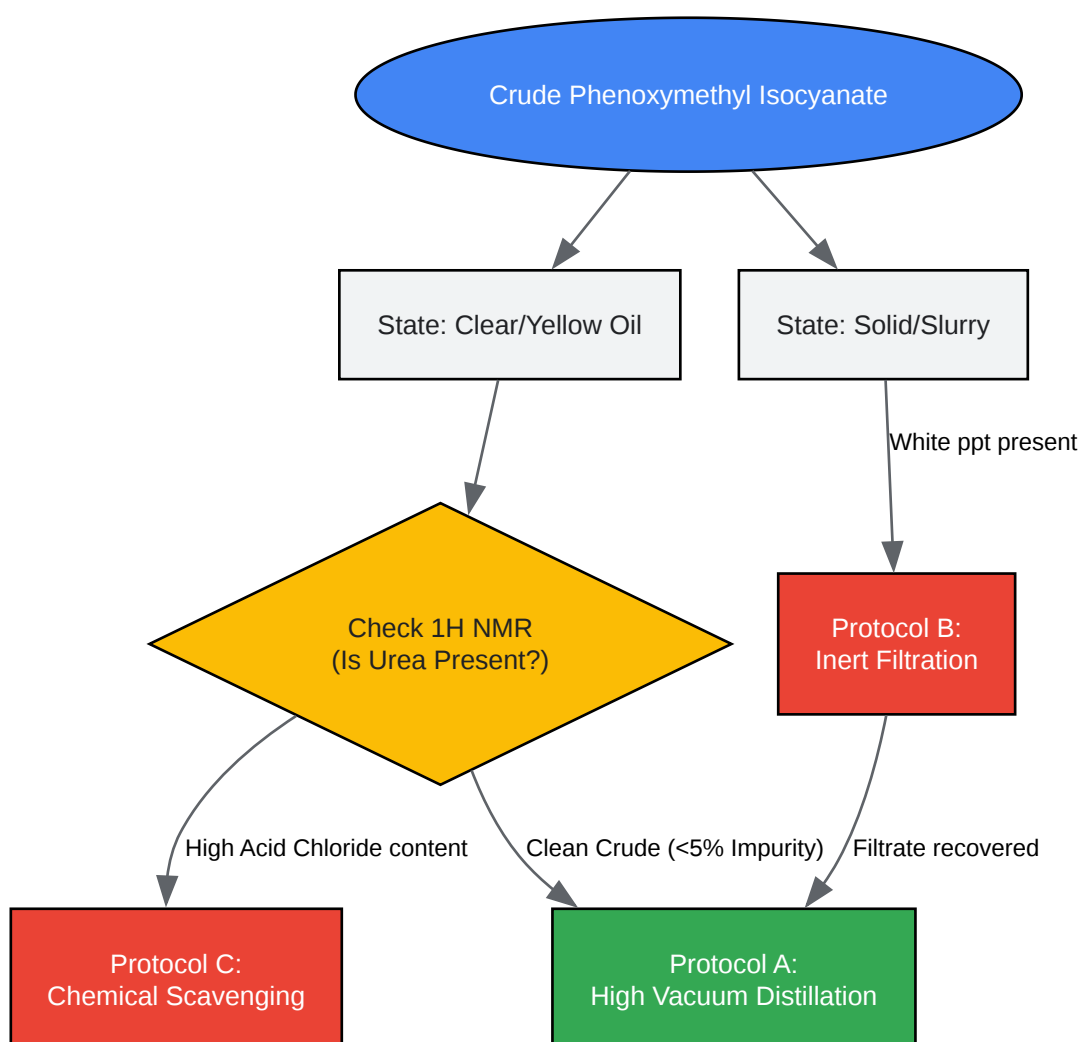 Crude Phenoxymethyl Isocyanate
State: Clear/Yellow Oil
State: Solid/Slurry
White ppt present
Check 1H NMR
(Is Urea Present?)
Protocol B:
Inert Filtration
High Acid Chloride content
Clean Crude (<5% Impurity)
Filtrate recovered
Protocol C:
Chemical Scavenging
Protocol A:
High Vacuum Distillation